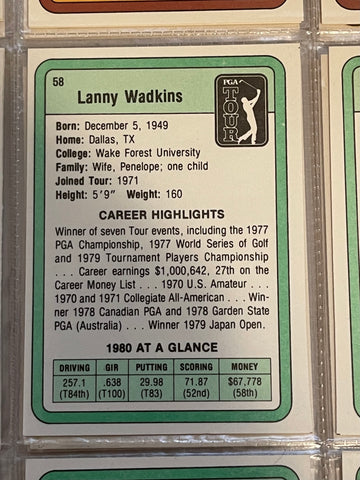 58
Lanny Wadkins
PGA
TOUR
Born: December 5, 1949
Home: Dallas, TX
College: Wake Forest University
Family: Wife, Penelope; one child
Joined Tour: 1971
Height: 5'9" Weight: 160
CAREER HIGHLIGHTS
Winner of seven Tour events, including the 1977
PGA Championship, 1977 World Series of Golf
and 1979 Tournament Players Championship
. . . Career earnings $1,000,642, 27th on the
Career Money List . . . 1970 U.S. Amateur . . .
1970 and 1971 Collegiate All-American . . . Win-
ner 1978 Canadian PGA and 1978 Garden State
PGA (Australia) . . . Winner 1979 Japan Open.
1980 AT A GLANCE
DRIVING GIR PUTTING SCORING MONEY
257.1 .638 29.98 71.87 $67,778
(T84th) (T100) (T83) (52nd) (58th)